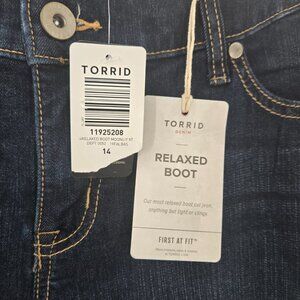 TORRID
11925208
14
TORRID
DENIM
RELAXED
BOOT
Our most relaxed boot cut jean,
anything but tight or clingy.
FIRST AT FIT™